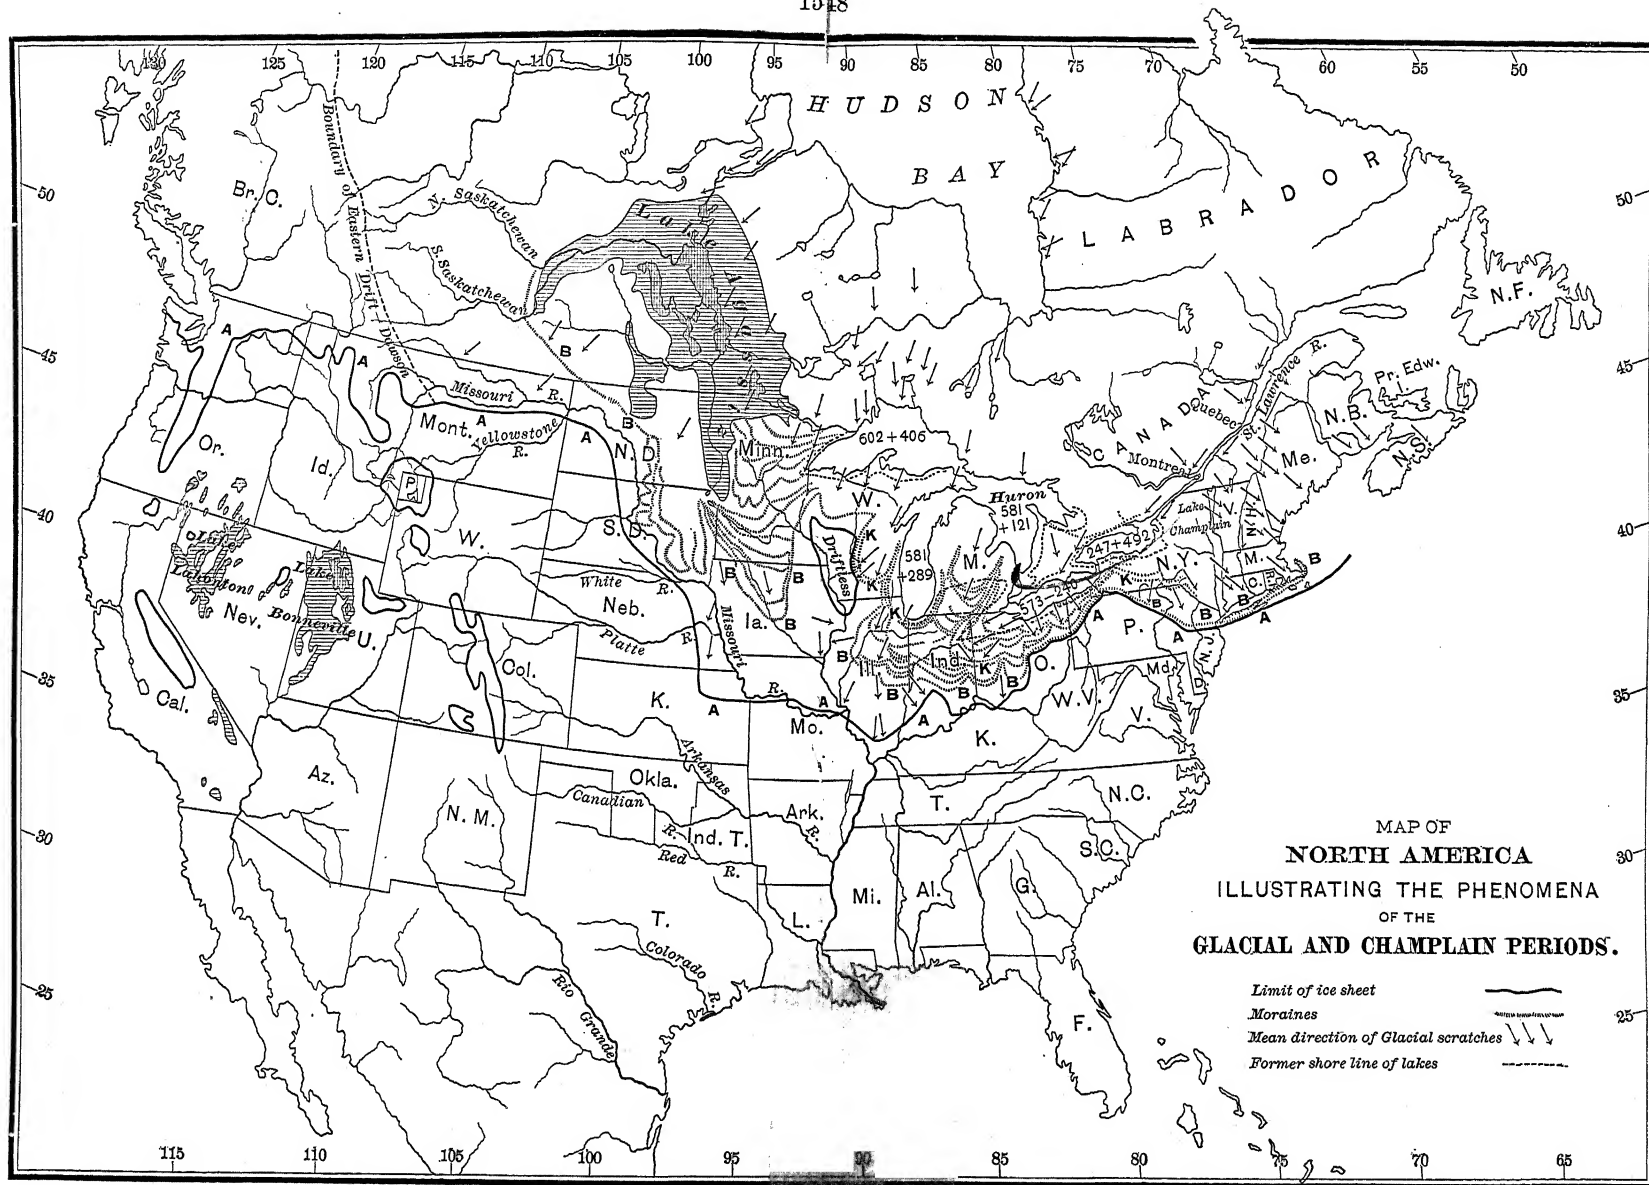 1548
130 125 120 115 110 105 100 95 90 85 80 75 70 60 55 50
HUDSON
BAY
LABRADOR
50
50
Br. C.
Boundary of Eastern Drift - Dawson
N. Saskatchewan
S. Saskatchewan
Lake Agassiz
N.F.
45
45
A
A
B
Missouri R.
St. Lawrence R.
Pr. Edw. I.
N.B.
N.S.
CANADA
Quebec
Montreal
Me.
602+406
Mont.
A
Yellowstone R.
A
B
N.D.
Minn.
Or.
Id.
P.
W.
Huron
581
+121
Lake Champlain
V.
N.H.
40
40
Lake Lahontan
Lake Bonneville
Nev.
U.
W.
S.D.
White R.
Neb.
Platte R.
B
B
B
Driftless
K
K
K
581
+289
M.
247+492
573-240
N.Y.
K
M.
C.
R.I.
B
B
B
B
A
A
A
P.
N.J.
Missouri
Ia.
B
Ill.
Ind.
K
B
B
B
O.
Md.
D.
35
35
Cal.
Col.
K.
A
R.
A
A
Mo.
W.V.
V.
K.
Az.
N.M.
Okla.
Arkansas R.
Canadian R.
Ind. T.
Ark.
T.
N.C.
Red R.
S.C.
30
30
T.
L.
Mi.
Al.
G.
Colorado R.
Rio Grande
F.
25
25
MAP OF
NORTH AMERICA
ILLUSTRATING THE PHENOMENA
OF THE
GLACIAL AND CHAMPLAIN PERIODS.
Limit of ice sheet
Moraines
Mean direction of Glacial scratches
Former shore line of lakes
115 110 105 100 95 90 85 80 75 70 65